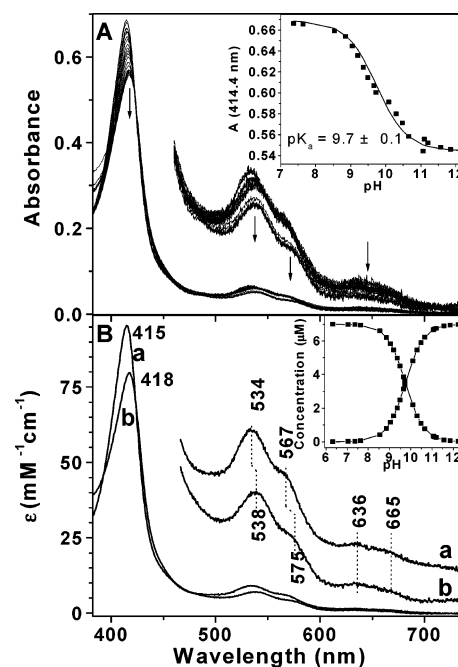 A
Absorbance
0.6
0.4
0.2
0.0
A (414.4 nm)
0.66
0.64
0.62
0.60
0.58
0.56
0.54
pKa = 9.7 ± 0.1
7 8 9 10 11 12
pH
B
ε (mM⁻¹cm⁻¹)
75
50
25
0
415
a
418
b
534
567
538
575
636
665
a
b
Concentration (μM)
6
4
2
0
6 7 8 9 10 11 12
pH
400 500 600 700
Wavelength (nm)